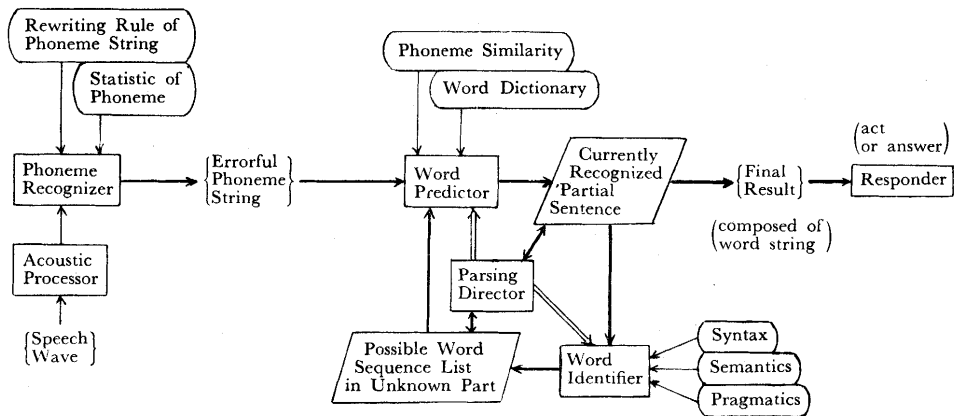 Rewriting Rule of
Phoneme String
Statistic of
Phoneme
Phoneme
Recognizer
Acoustic
Processor
{Speech
Wave}
{Errorful
Phoneme
String}
Phoneme Similarity
Word Dictionary
Word
Predictor
Currently
Recognized
Partial
Sentence
Parsing
Director
Possible Word
Sequence List
in Unknown Part
Word
Identifier
Syntax
Semantics
Pragmatics
{Final
Result}
(composed of
word string)
(act
or answer)
Responder